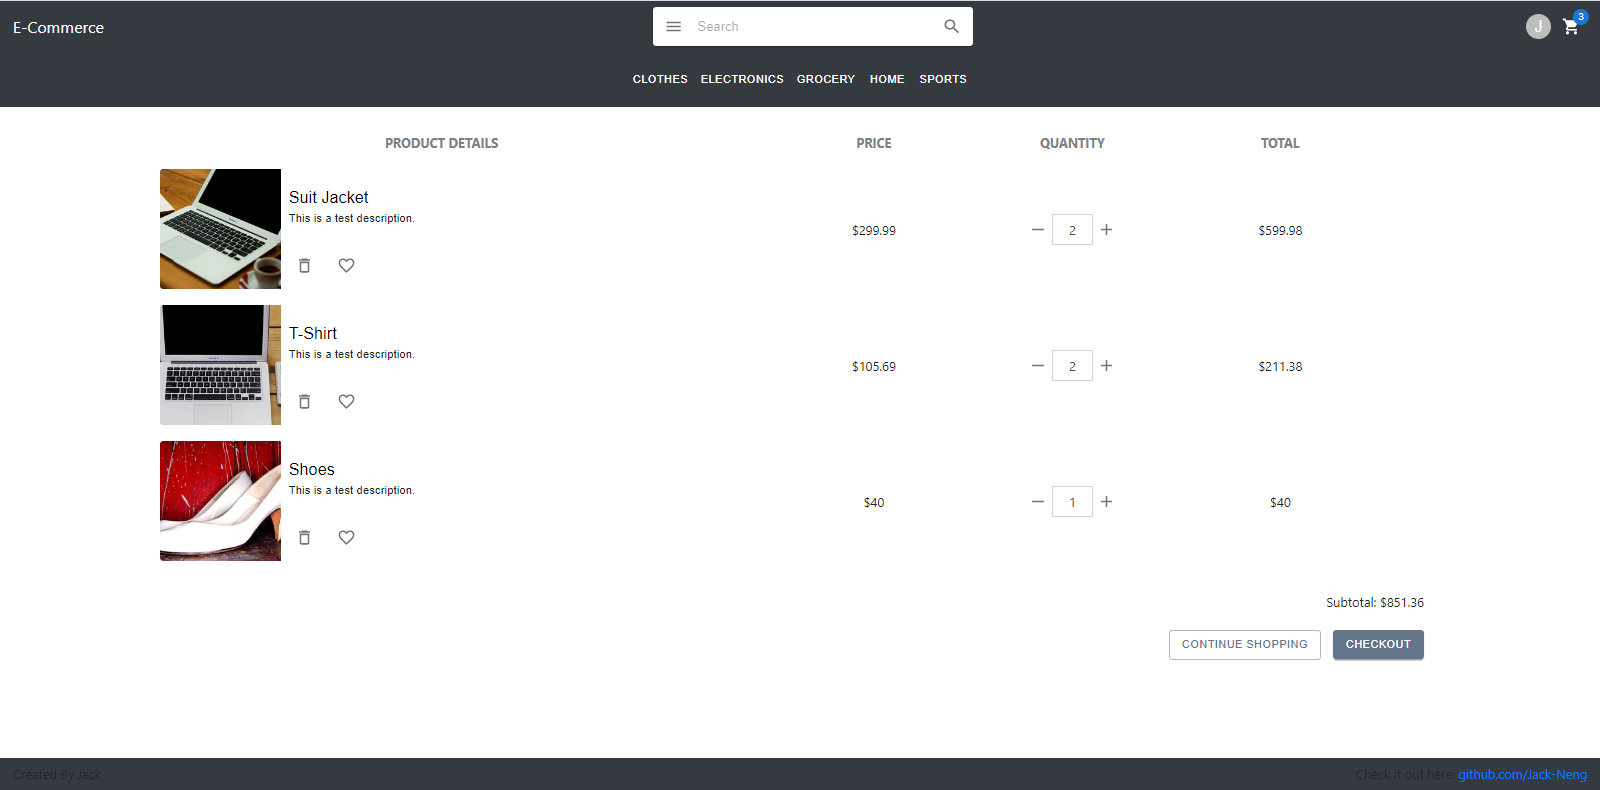 E-Commerce
Search
J
3
CLOTHES ELECTRONICS GROCERY HOME SPORTS
PRODUCT DETAILS PRICE QUANTITY TOTAL
Suit Jacket
This is a test description.
$299.99 2 $599.98
T-Shirt
This is a test description.
$105.69 2 $211.38
Shoes
This is a test description.
$40 1 $40
Subtotal: $851.36
CONTINUE SHOPPING CHECKOUT
Created By Jack
Check it out here: github.com/Jack-Neng